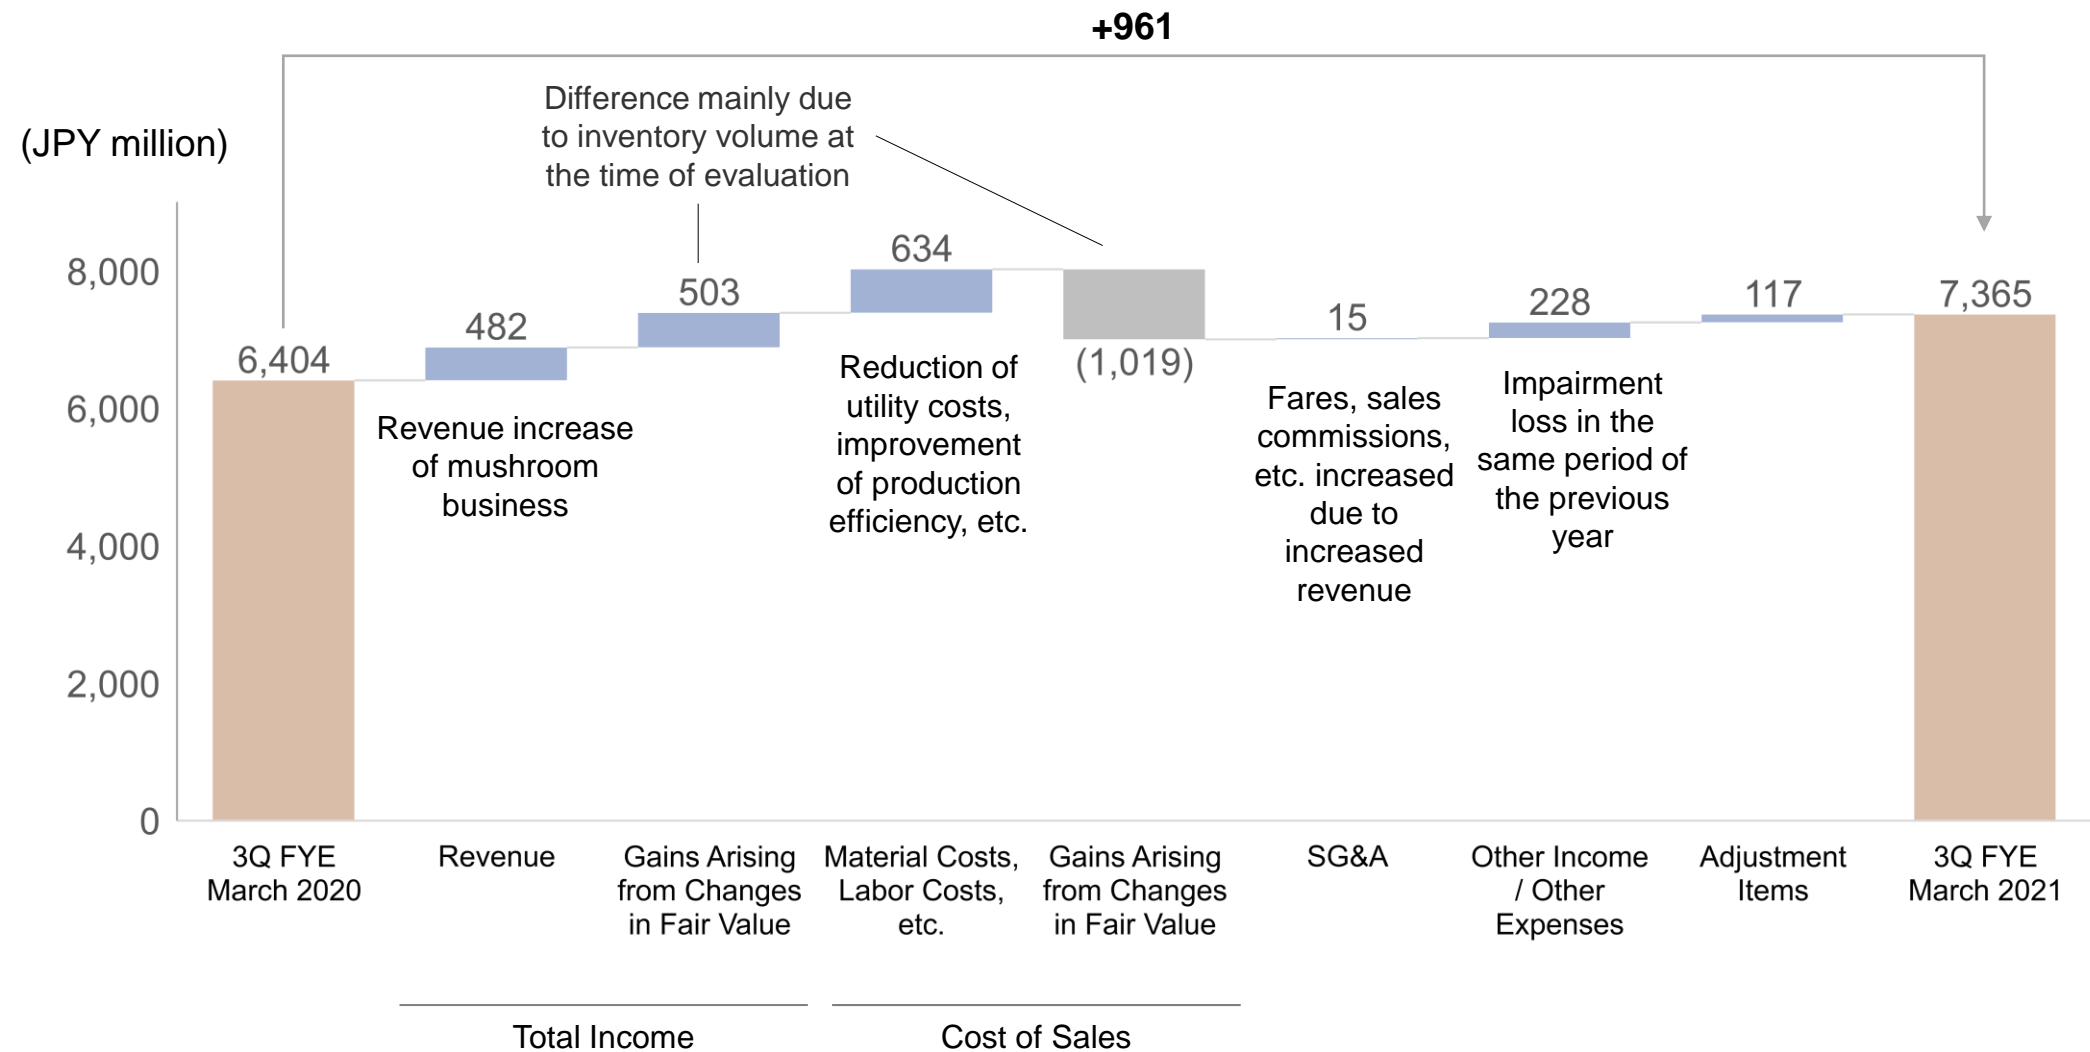 +961
Difference mainly due
to inventory volume at
the time of evaluation
(JPY million)
8,000
6,000
4,000
2,000
0
6,404
482
503
634
(1,019)
15
228
117
7,365
Revenue increase
of mushroom
business
Reduction of
utility costs,
improvement
of production
efficiency, etc.
Fares, sales
commissions,
etc. increased
due to
increased
revenue
Impairment
loss in the
same period of
the previous
year
3Q FYE
March 2020
Revenue
Gains Arising
from Changes
in Fair Value
Material Costs,
Labor Costs,
etc.
Gains Arising
from Changes
in Fair Value
SG&A
Other Income
/ Other
Expenses
Adjustment
Items
3Q FYE
March 2021
Total Income
Cost of Sales